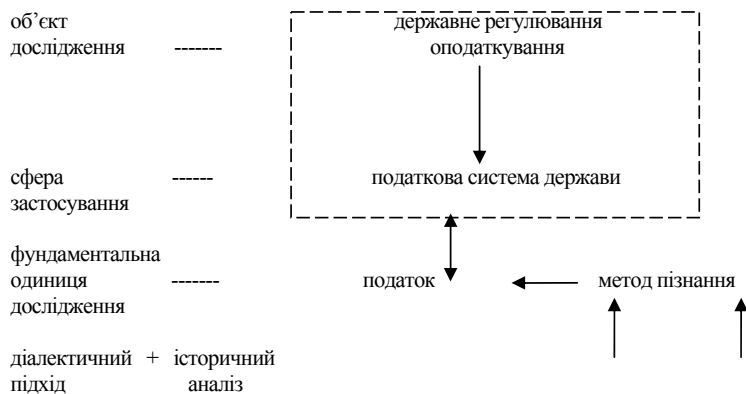 об’єкт
дослідження -------
державне регулювання
оподаткування
сфера
застосування ------
податкова система держави
фундаментальна
одиниця
дослідження -------
податок
метод пізнання
діалектичний + історичний
підхід аналіз